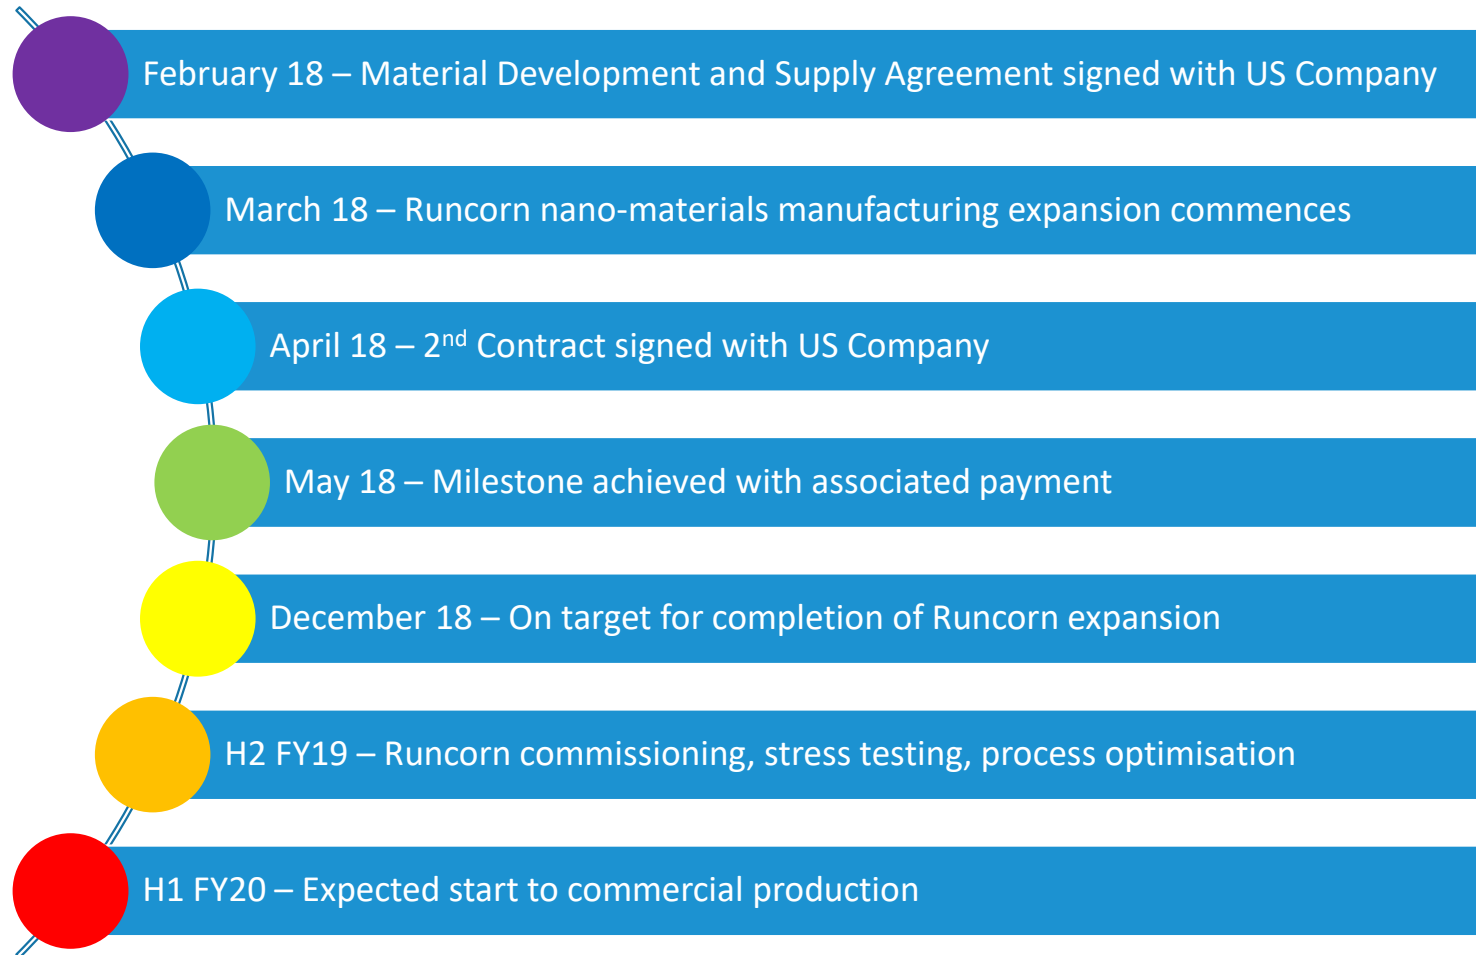 February 18 – Material Development and Supply Agreement signed with US Company
March 18 – Runcorn nano-materials manufacturing expansion commences
April 18 – 2nd Contract signed with US Company
May 18 – Milestone achieved with associated payment
December 18 – On target for completion of Runcorn expansion
H2 FY19 – Runcorn commissioning, stress testing, process optimisation
H1 FY20 – Expected start to commercial production